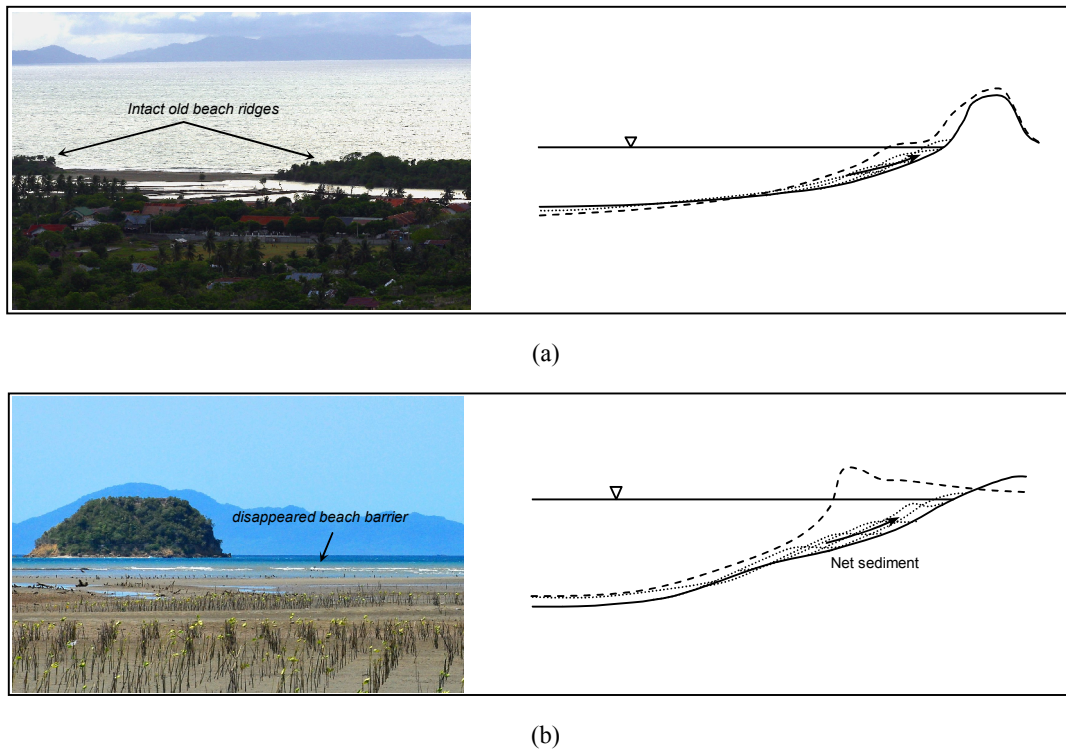 Intact old beach ridges
(a)
disappeared beach barrier
Net sediment
(b)